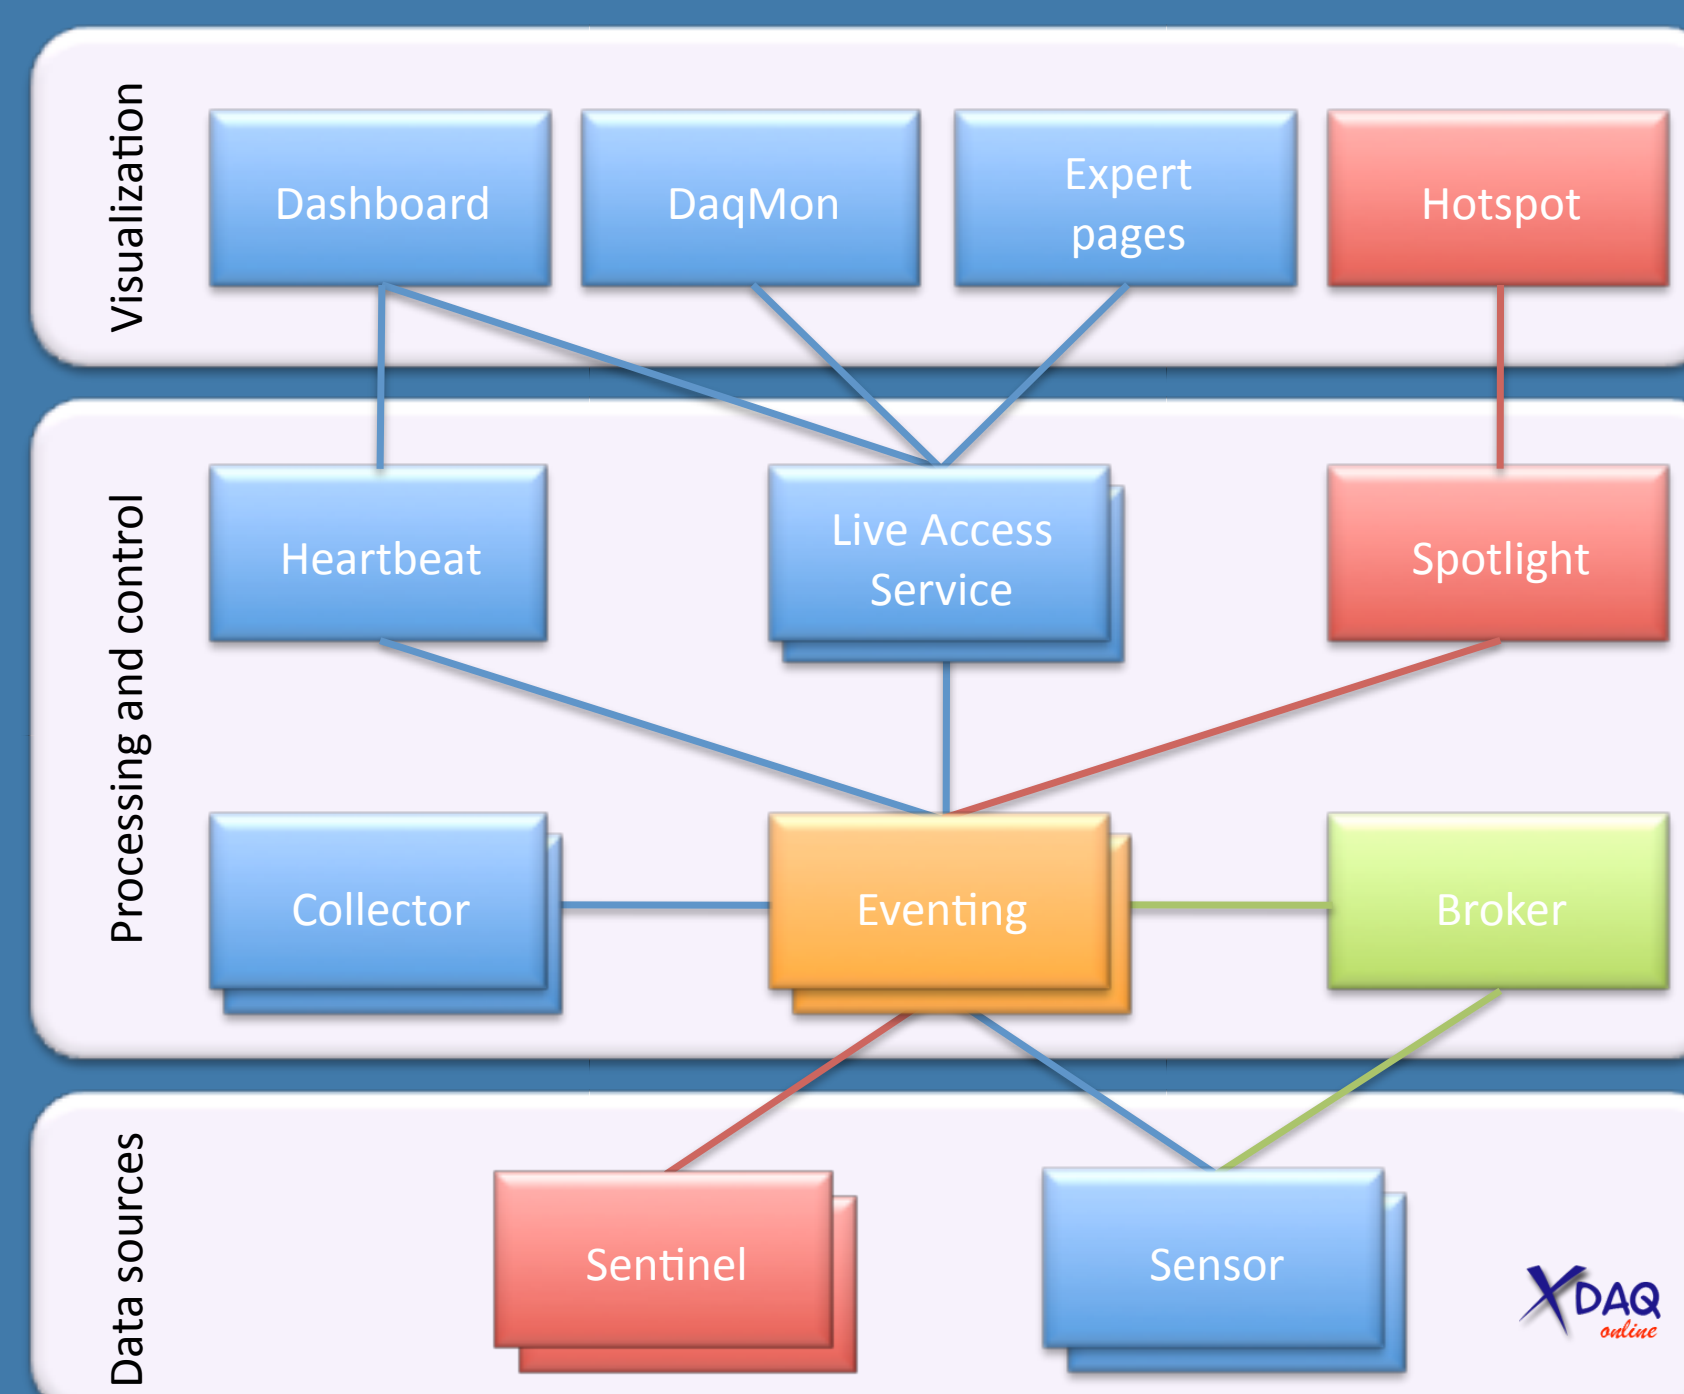 Visualization
Dashboard
DaqMon
Expert
pages
Hotspot
Processing and control
Heartbeat
Live Access
Service
Spotlight
Collector
Eventing
Broker
Data sources
Sentinel
Sensor
XDAQ
online